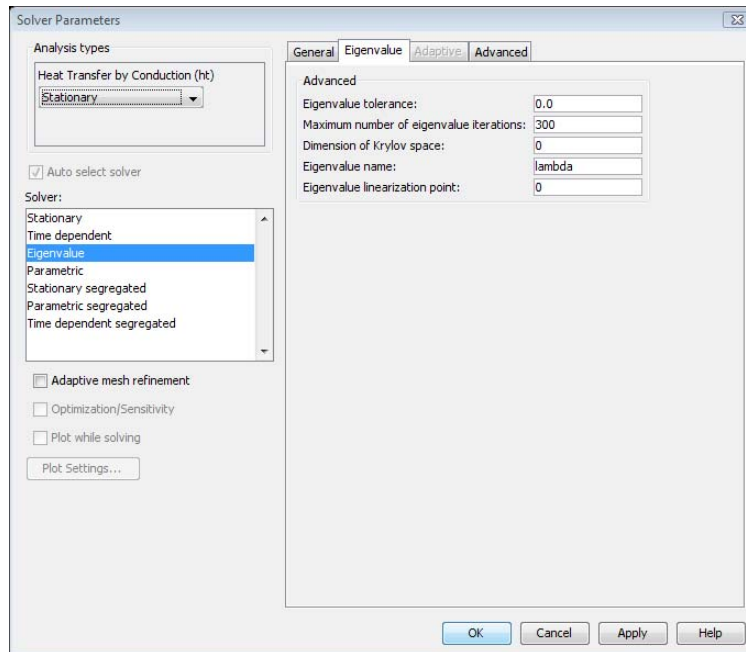 Solver Parameters
Analysis types
Heat Transfer by Conduction (ht)
Stationary
Auto select solver
Solver:
Stationary
Time dependent
Eigenvalue
Parametric
Stationary segregated
Parametric segregated
Time dependent segregated
Adaptive mesh refinement
Optimization/Sensitivity
Plot while solving
Plot Settings...
General Eigenvalue Adaptive Advanced
Advanced
Eigenvalue tolerance: 0.0
Maximum number of eigenvalue iterations: 300
Dimension of Krylov space: 0
Eigenvalue name: lambda
Eigenvalue linearization point: 0
OK Cancel Apply Help